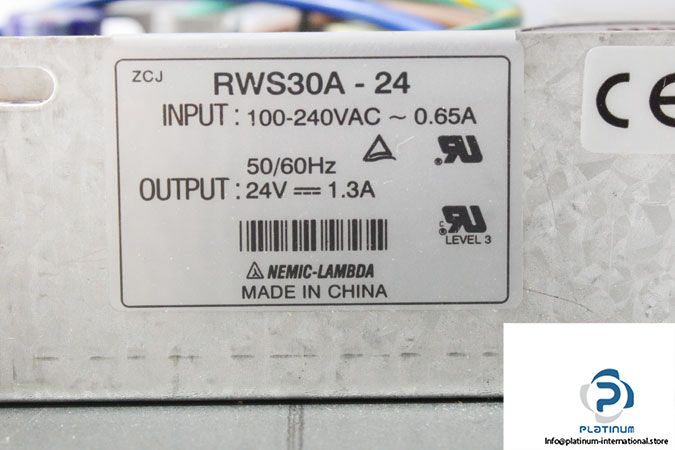 ZCJ
RWS30A - 24
INPUT : 100-240VAC ~ 0.65A
50/60Hz
OUTPUT : 24V ⎓ 1.3A
LEVEL 3
NEMIC-LAMBDA
MADE IN CHINA
CE
PLATINUM
Info@platinum-international.store